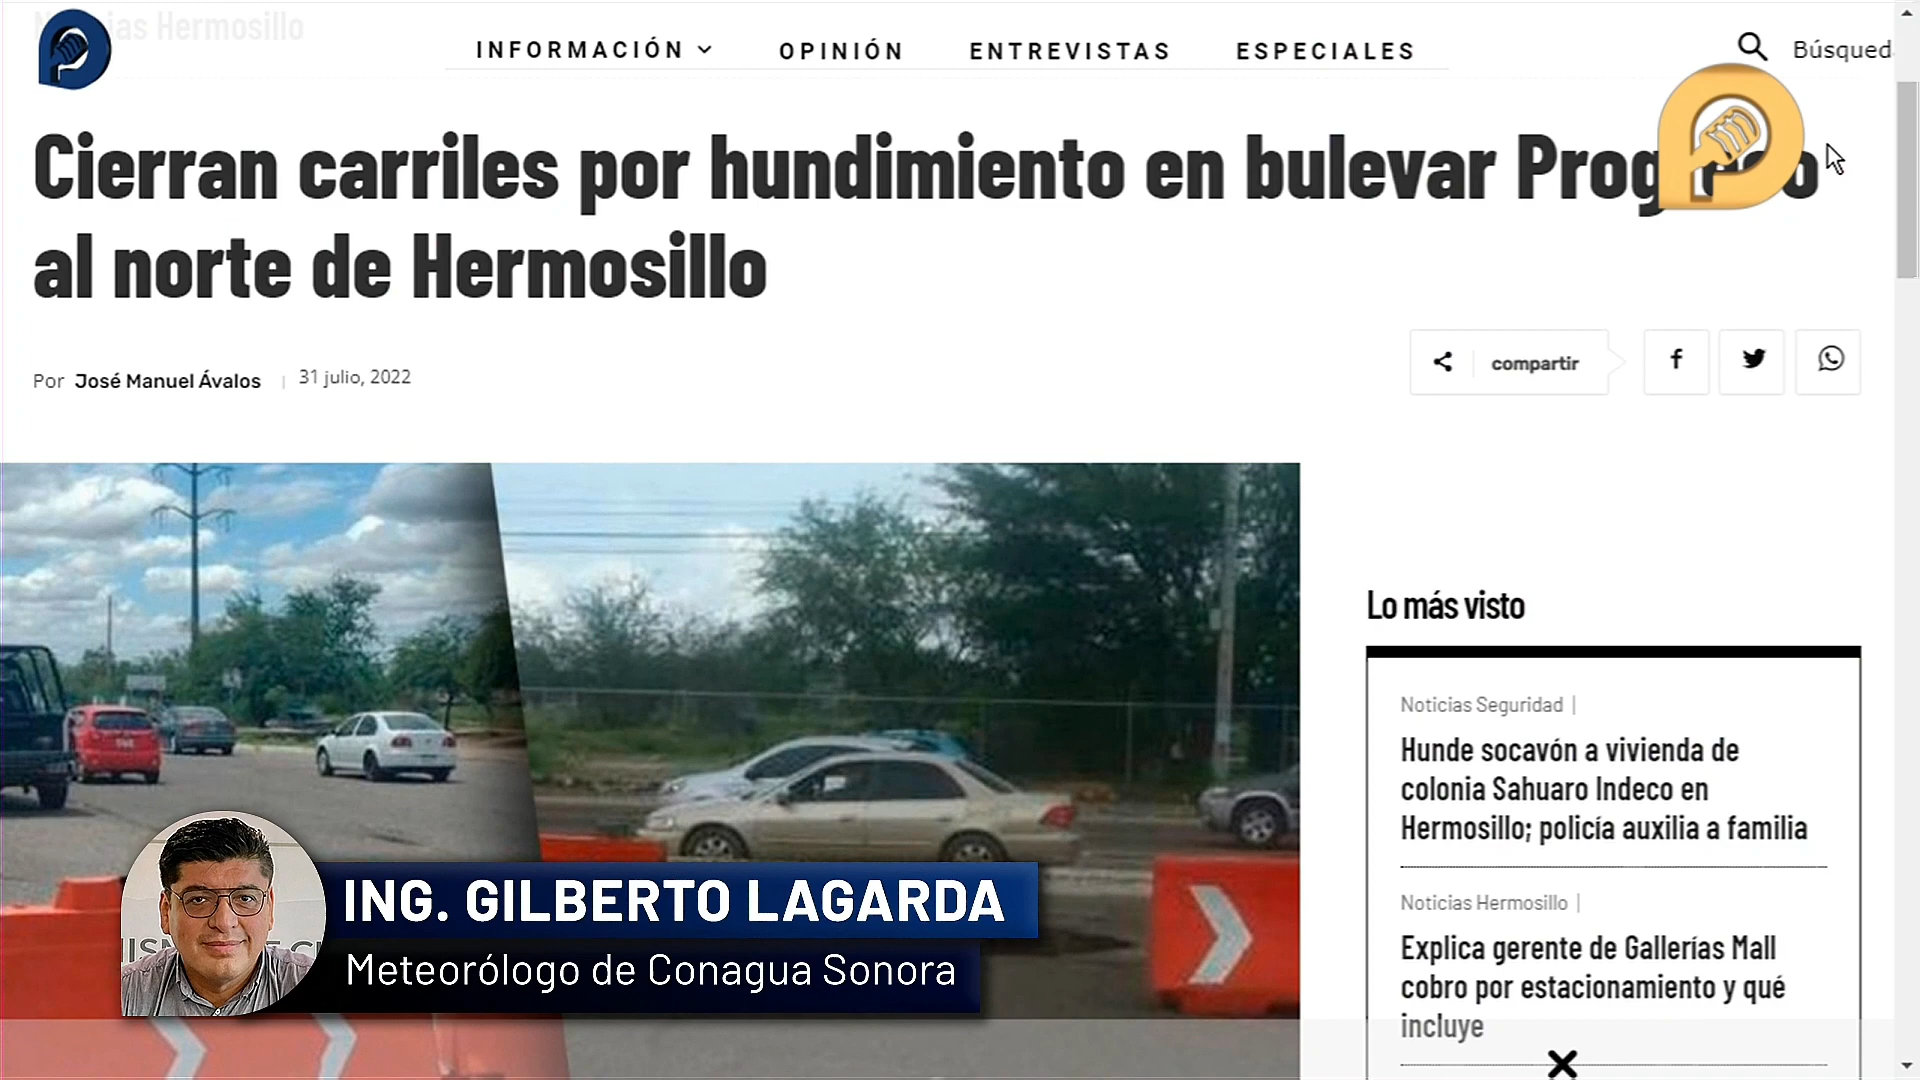 Noticias Hermosillo
INFORMACIÓN
OPINIÓN
ENTREVISTAS
ESPECIALES
Cierran carriles por hundimiento en bulevar
al norte de Hermosillo
Por José Manuel Ávalos
31 julio, 2022
compartir
Lo más visto
Noticias Seguridad |
Hunde socavón a vivienda de
colonia Sahuaro Indeco en
Hermosillo; policía auxilia a familia
Noticias Hermosillo |
Explica gerente de Gallerías Mall
cobro por estacionamiento y qué
incluye
ING. GILBERTO LAGARDA
Meteorólogo de Conagua Sonora